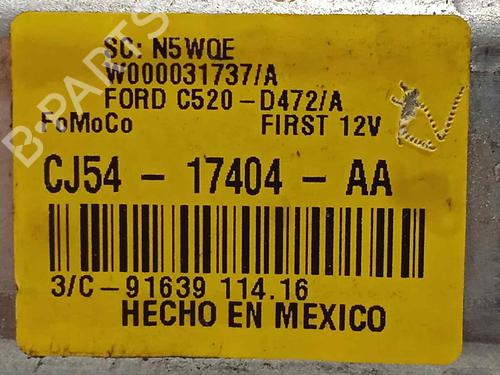 SC: N5WQE
W000031737/A
FORD C520-D472/A
FoMoCo FIRST 12V
CJ54 - 17404 - AA
3/C-91639 114.16
HECHO EN MEXICO
B-PARTS